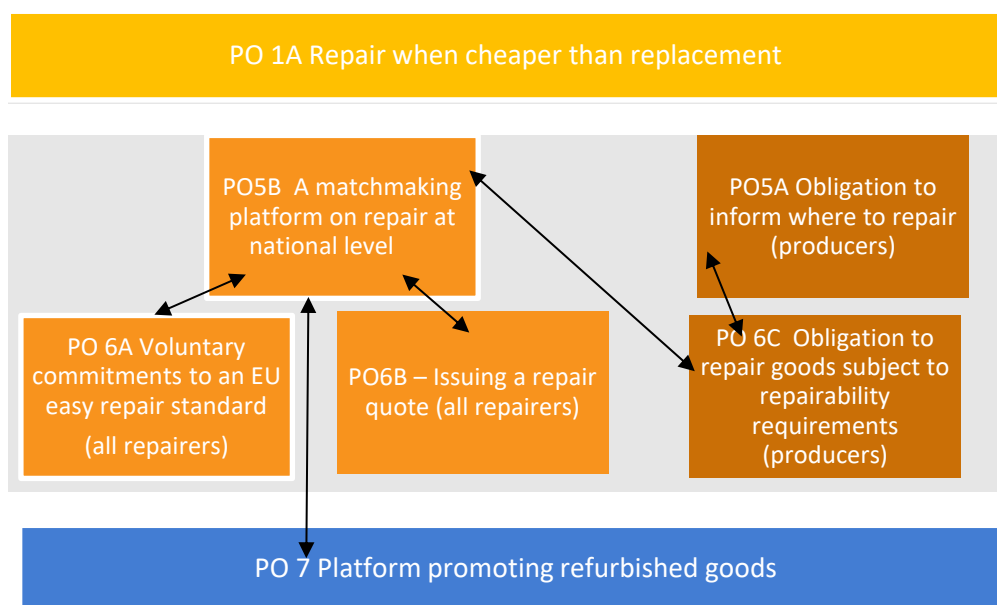 PO 1A Repair when cheaper than replacement
PO5B A matchmaking
platform on repair at
national level
PO5A Obligation to
inform where to repair
(producers)
PO 6A Voluntary
commitments to an EU
easy repair standard
(all repairers)
PO6B – Issuing a repair
quote (all repairers)
PO 6C Obligation to
repair goods subject to
repairability
requirements
(producers)
PO 7 Platform promoting refurbished goods